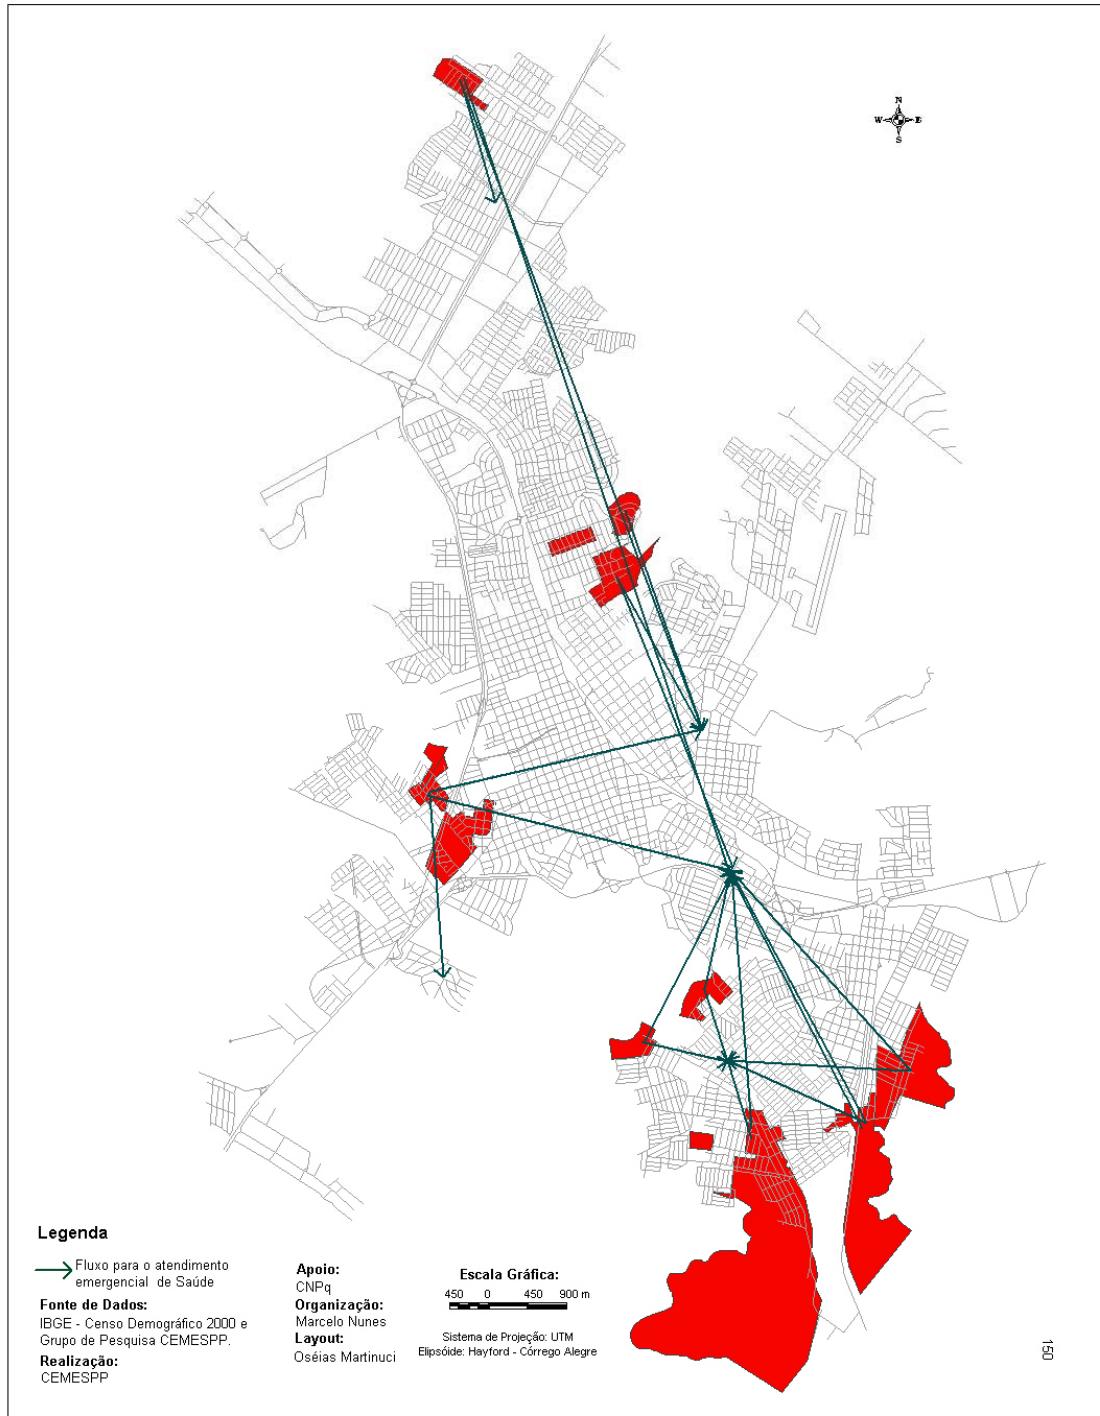 N
W E
S
Legenda
Fluxo para o atendimento
emergencial de Saúde
Fonte de Dados:
IBGE - Censo Demográfico 2000 e
Grupo de Pesquisa CEMESPP.
Realização:
CEMESPP
Apoio:
CNPq
Organização:
Marcelo Nunes
Layout:
Oséias Martinuci
Escala Gráfica:
450 0 450 900 m
Sistema de Projeção: UTM
Elipsóide: Hayford - Córrego Alegre
150